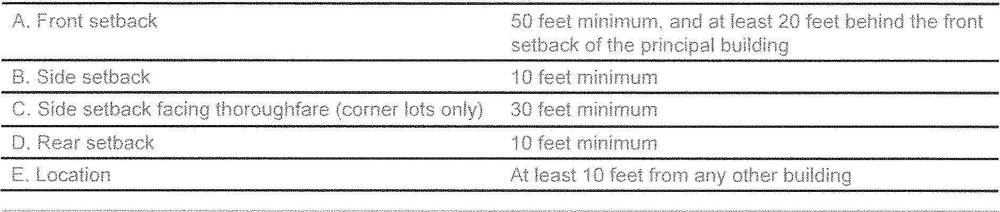 A. Front setback 50 feet minimum, and at least 20 feet behind the front
setback of the principal building
B. Side setback 10 feet minimum
C. Side setback facing thoroughfare (corner lots only) 30 feet minimum
D. Rear setback 10 feet minimum
E. Location At least 10 feet from any other building